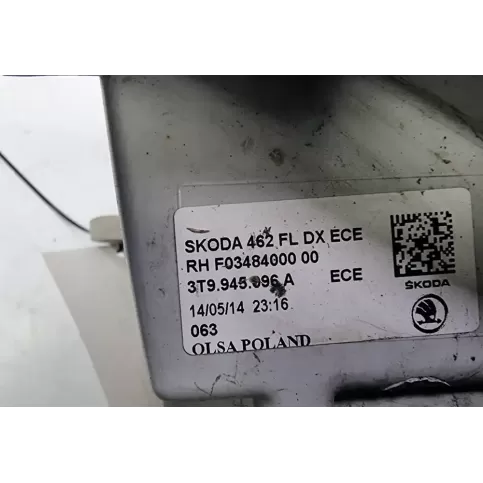 SKODA 462 FL DX ECE
RH F03484000 00
3T9.945.096 A ECE
14/05/14 23:16
063
OLSA POLAND
ŠKODA